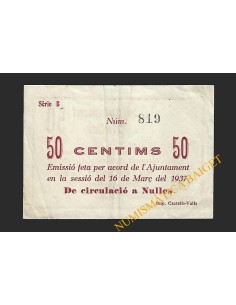 Sèrie B
Núm. 819
50 CENTIMS 50
Emissió feta per acord de l'Ajuntament
en la sessió del 16 de Març del 1937
De circulació a Nulles
Imp. Castells-Valls
NUMISMATICA ABARGET